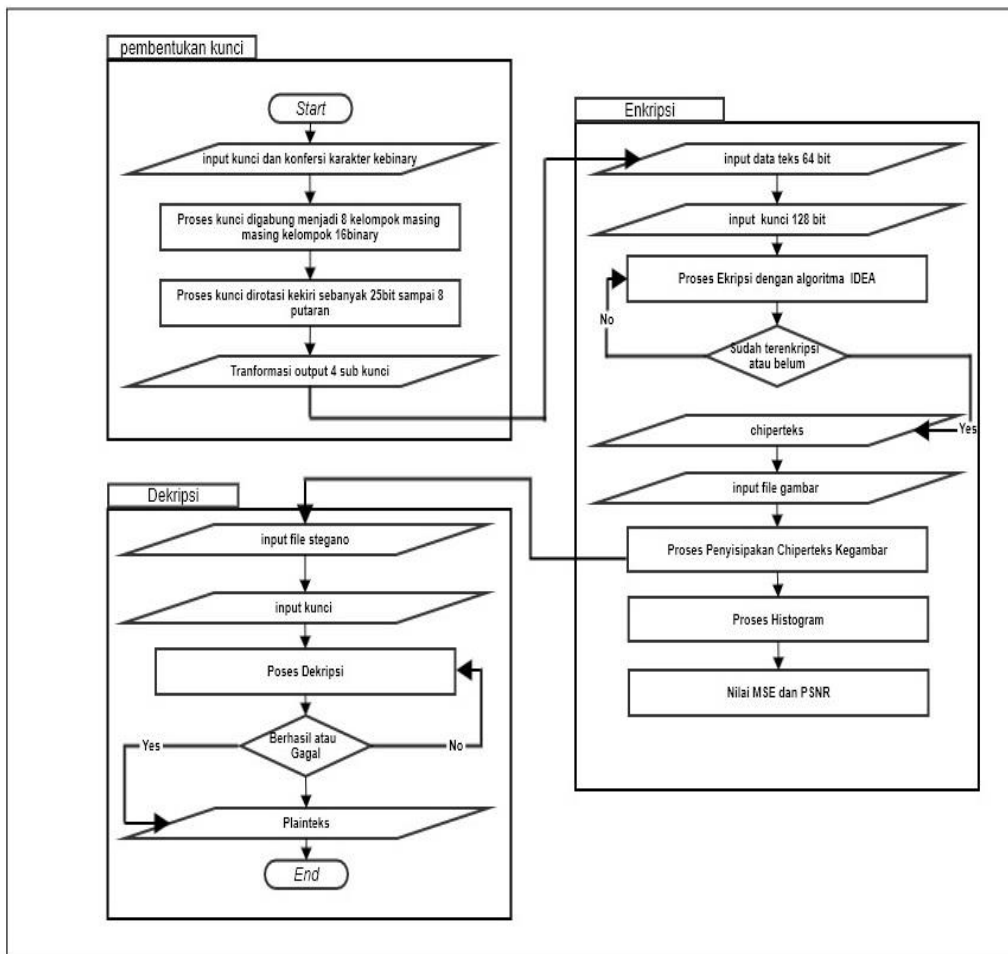 pembentukan kunci
Start
input kunci dan konfersi karakter kebinary
Proses kunci digabung menjadi 8 kelompok masing
masing kelompok 16binary
Proses kunci dirotasi kekiri sebanyak 25bit sampai 8
putaran
Tranformasi output 4 sub kunci
Enkripsi
input data teks 64 bit
input kunci 128 bit
Proses Ekripsi dengan algoritma IDEA
No
Sudah terenkripsi
atau belum
Yes
chiperteks
input file gambar
Proses Penyisipakan Chiperteks Kegambar
Proses Histogram
Nilai MSE dan PSNR
Dekripsi
input file stegano
input kunci
Poses Dekripsi
Berhasil atau
Gagal
Yes
No
Plainteks
End